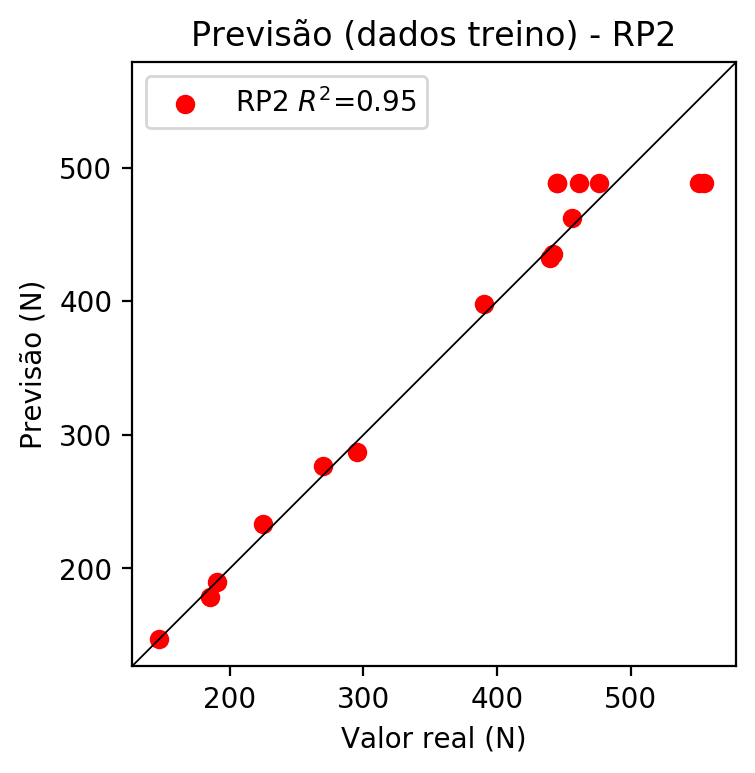 Previsão (dados treino) - RP2
RP2 R²=0.95
500
400
300
200
Previsão (N)
200 300 400 500
Valor real (N)